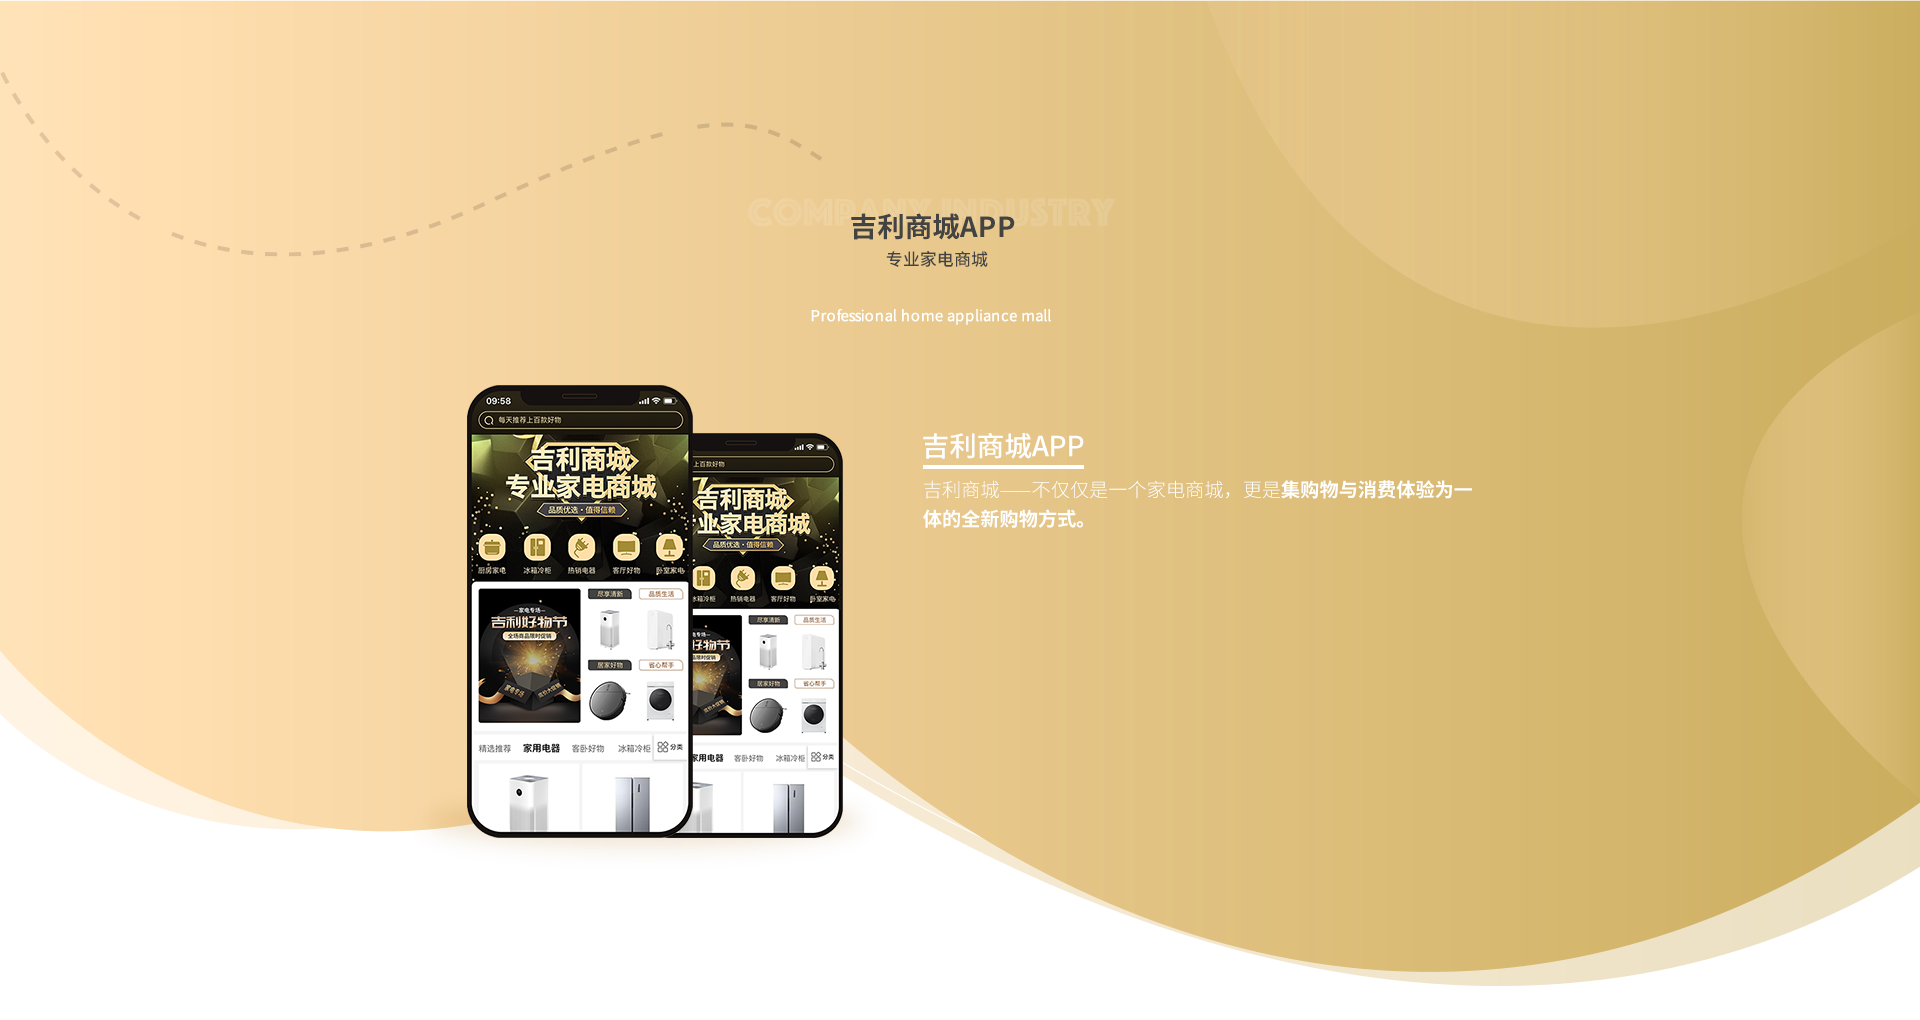 COMPANY INDUSTRY
吉利商城APP
专业家电商城
Professional home appliance mall
吉利商城APP
吉利商城——不仅仅是一个家电商城，更是集购物与消费体验为一
体的全新购物方式。
09:58
每天推荐上百款好物
吉利商城
专业家电商城
品质优选·值得信赖
厨房家电 冰箱冷柜 热销电器 客厅好物 卧室家电
—家电专场—
吉利好物节
全场商品限时促销
家电专场
尽享清新 品质生活
居家好物 省心帮手
精选推荐 家用电器 客卧好物 冰箱冷柜 分类
上百款好物
吉利商城
业家电商城
品质优选·值得信赖
冰箱冷柜 热销电器 客厅好物 卧室家电
电专场—
好物节
品限时促销
尽享清新 品质生活
居家好物 省心帮手
家用电器 客卧好物 冰箱冷柜 分类